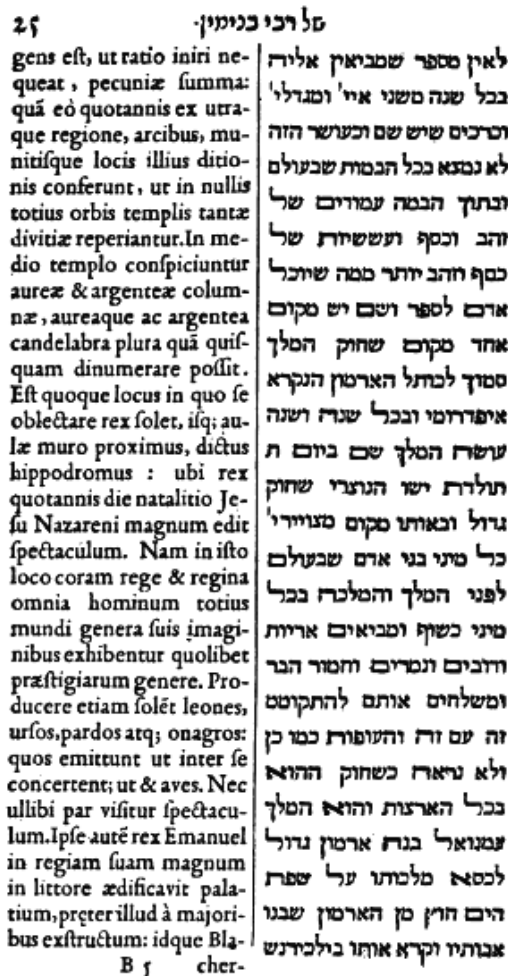 25
של רבי בנימין·
gens est, ut ratio iniri ne-
queat, pecuniæ summa:
quã eò quotannis ex utra-
que regione, arcibus, mu-
nitisque locis illius ditio-
nis conferunt, ut in nullis
totius orbis templis tantæ
divitiæ reperiantur. In me-
dio templo conspiciuntur
aureæ & argenteæ colum-
næ, aureaque ac argentea
candelabra plura quã quis-
quam dinumerare possit.
Est quoque locus in quo se
oblectare rex solet, isq; au-
læ muro proximus, dictus
hippodromus : ubi rex
quotannis die natalitio Je-
su Nazareni magnum edit
spectaculum. Nam in isto
loco coram rege & regina
omnia hominum totius
mundi genera suis imagi-
nibus exhibentur quolibet
præstigiarum genere. Pro-
ducere etiam solẽt leones,
ursos, pardos atq; onagros:
quos emittunt ut inter se
concertent; ut & aves. Nec
ullibi par visitur spectacu-
lum. Ipse autẽ rex Emanuel
in regiam suam magnum
in littore ædificavit pala-
tium, pręter illud à majori-
bus exstructum: idque Bla-
לאין מספר שמביאין אליה
בכל שנה משני איי' ומגדלי'
וכרכים שיש שם וכעושר הזה
לא נמצא בכל הבמות שבעולם
ובתוך הבמה עמודים של
זהב וכסף ועששיות של
כסף וזהב יותר ממה שיוכל
אדם לספר ושם יש מקום
אחד מקום שחוק המלך
סמוך לכותל הארמון הנקרא
איפדרומי ובכל שנה ושנה
עושה המלך שם ביום ת
תולדת ישו הנוצרי שחוק
גדול ובאותו מקום מצויירי'
כל מיני בני אדם שבעולם
לפני המלך והמלכה בכל
מיני כשוף ומביאים אריות
ודובים ונמרים וחמור הבר
ומשלחים אותם להתקוטט
זה עם זה והעופות כמו כן
ולא נראה כשחוק ההוא
בכל הארצות והוא המלך
עמנואל בנה ארמון גדול
לכסא מלכותו על שפת
הים חוץ מן הארמון שבנו
אבותיו וקרא אותו בילבידנש
B 5 cher-